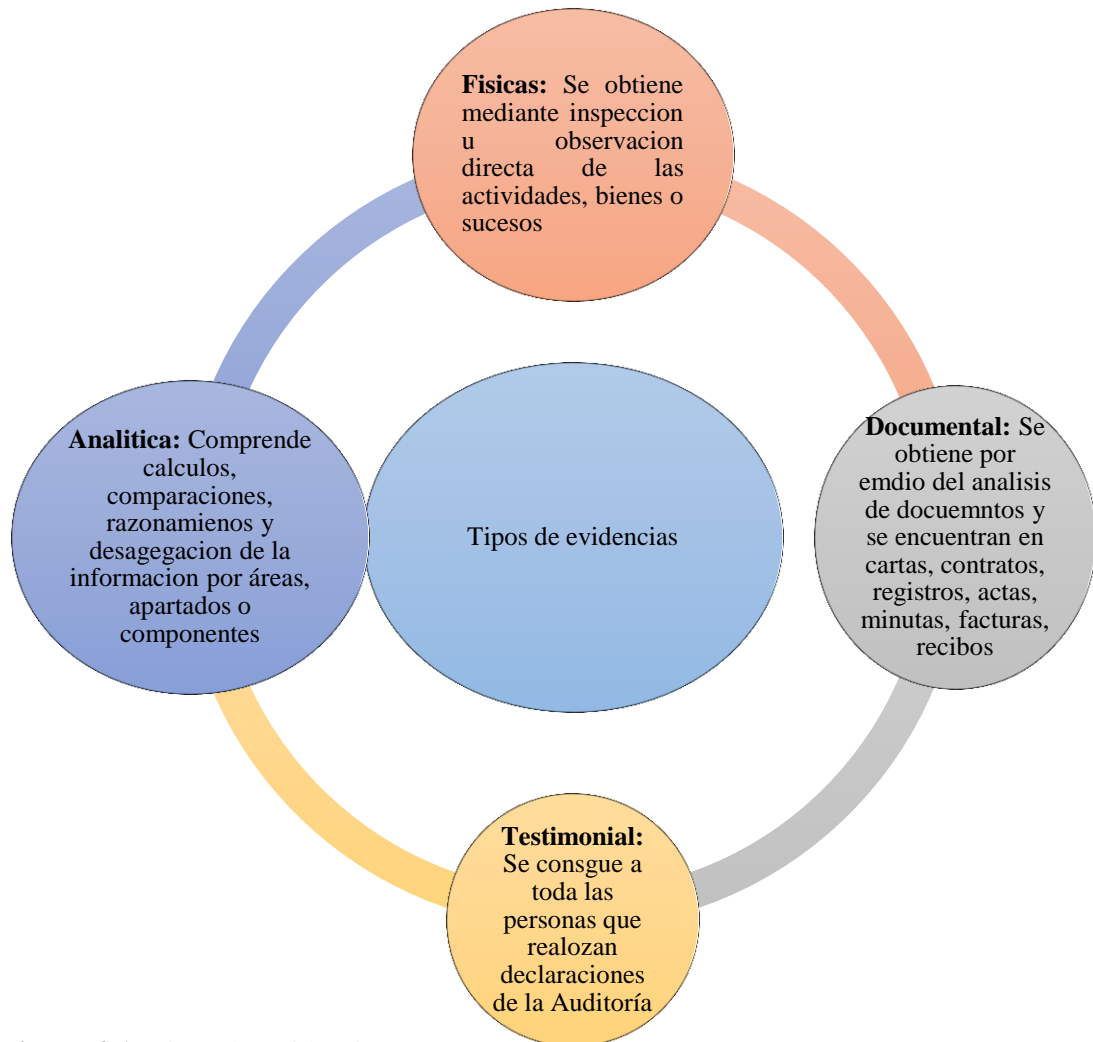 Fisicas: Se obtiene
mediante inspeccion
u observacion
directa de las
actividades, bienes o
sucesos
Analitica: Comprende
calculos,
comparaciones,
razonamienos y
desagegacion de la
informacion por áreas,
apartados o
componentes
Tipos de evidencias
Documental: Se
obtiene por
emdio del analisis
de docuemntos y
se encuentran en
cartas, contratos,
registros, actas,
minutas, facturas,
recibos
Testimonial:
Se consgue a
toda las
personas que
realozan
declaraciones
de la Auditoría